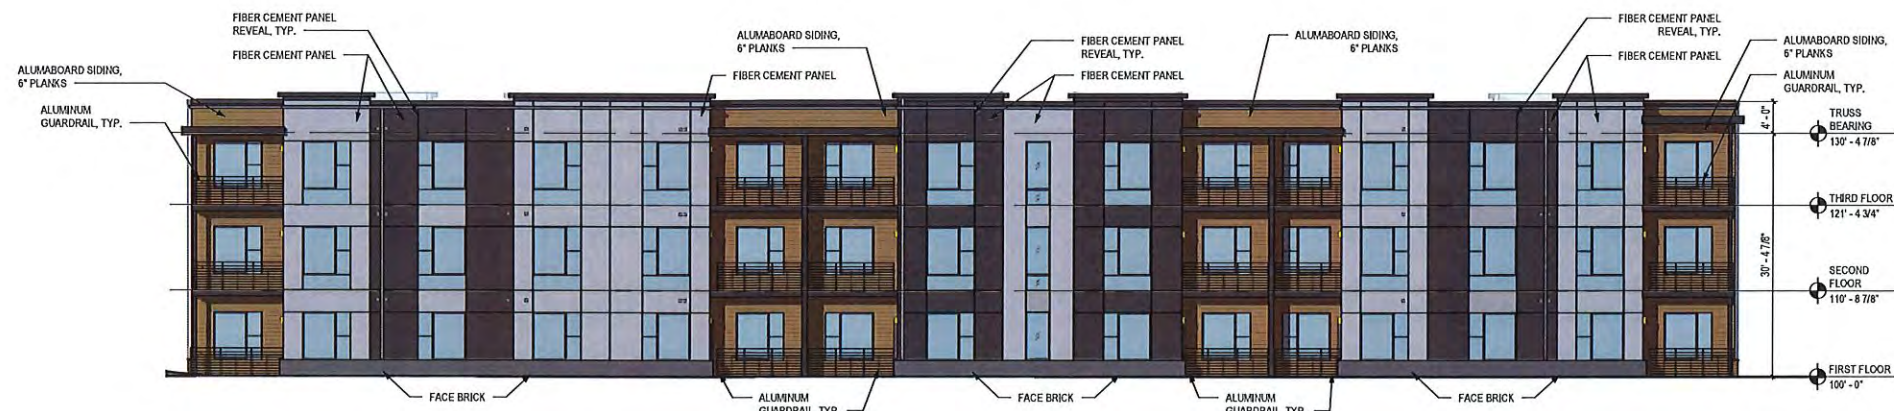 FIBER CEMENT PANEL
REVEAL, TYP.
FIBER CEMENT PANEL
ALUMABOARD SIDING,
6" PLANKS
ALUMINUM
GUARDRAIL, TYP.
ALUMABOARD SIDING,
6" PLANKS
FIBER CEMENT PANEL
FIBER CEMENT PANEL
REVEAL, TYP.
FIBER CEMENT PANEL
ALUMABOARD SIDING,
6" PLANKS
FIBER CEMENT PANEL
REVEAL, TYP.
FIBER CEMENT PANEL
ALUMABOARD SIDING,
6" PLANKS
ALUMINUM
GUARDRAIL, TYP.
4' - 0"
TRUSS
BEARING
130' - 4 7/8"
THIRD FLOOR
121' - 4 3/4"
30' - 4 7/8"
SECOND
FLOOR
110' - 8 7/8"
FIRST FLOOR
100' - 0"
FACE BRICK
ALUMINUM
GUARDRAIL, TYP.
FACE BRICK
ALUMINUM
GUARDRAIL, TYP.
FACE BRICK